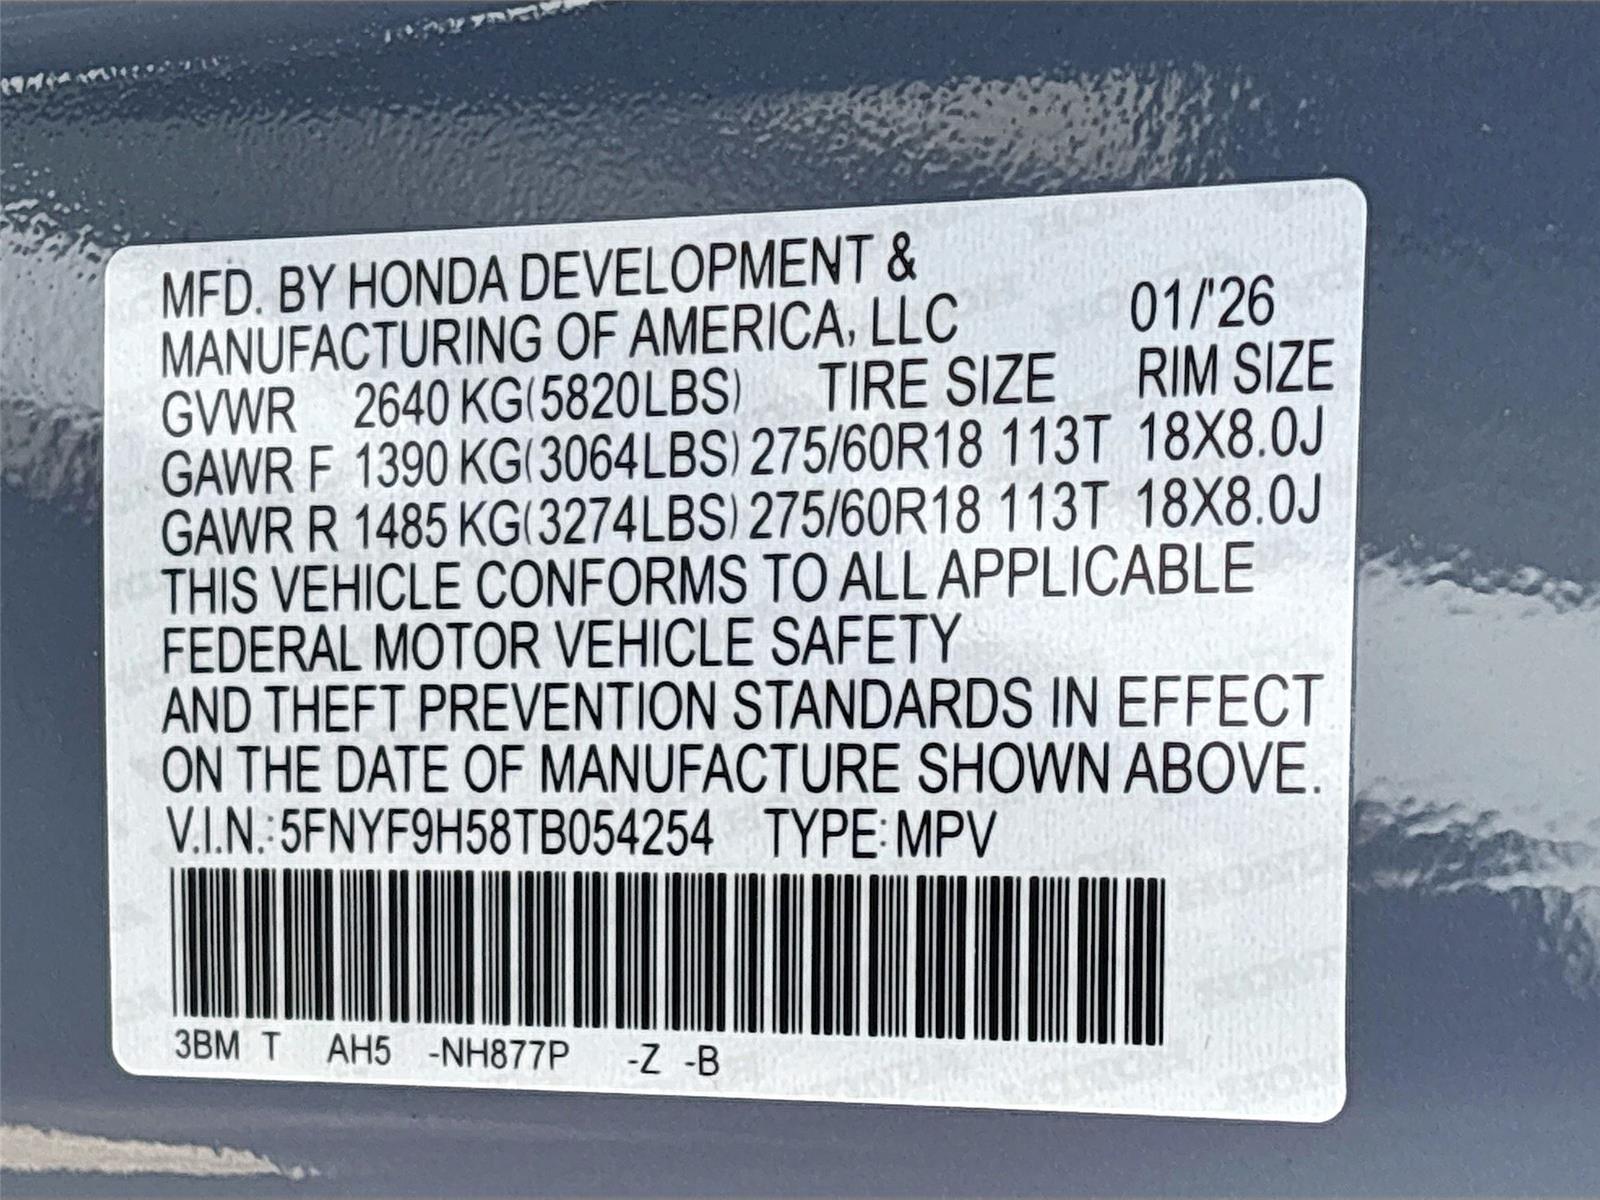 MFD. BY HONDA DEVELOPMENT &
MANUFACTURING OF AMERICA, LLC 01/'26
GVWR 2640 KG(5820LBS) TIRE SIZE RIM SIZE
GAWR F 1390 KG(3064LBS) 275/60R18 113T 18X8.0J
GAWR R 1485 KG(3274LBS) 275/60R18 113T 18X8.0J
THIS VEHICLE CONFORMS TO ALL APPLICABLE
FEDERAL MOTOR VEHICLE SAFETY
AND THEFT PREVENTION STANDARDS IN EFFECT
ON THE DATE OF MANUFACTURE SHOWN ABOVE.
V.I.N.: 5FNYF9H58TB054254 TYPE: MPV
3BM T AH5 -NH877P -Z -B